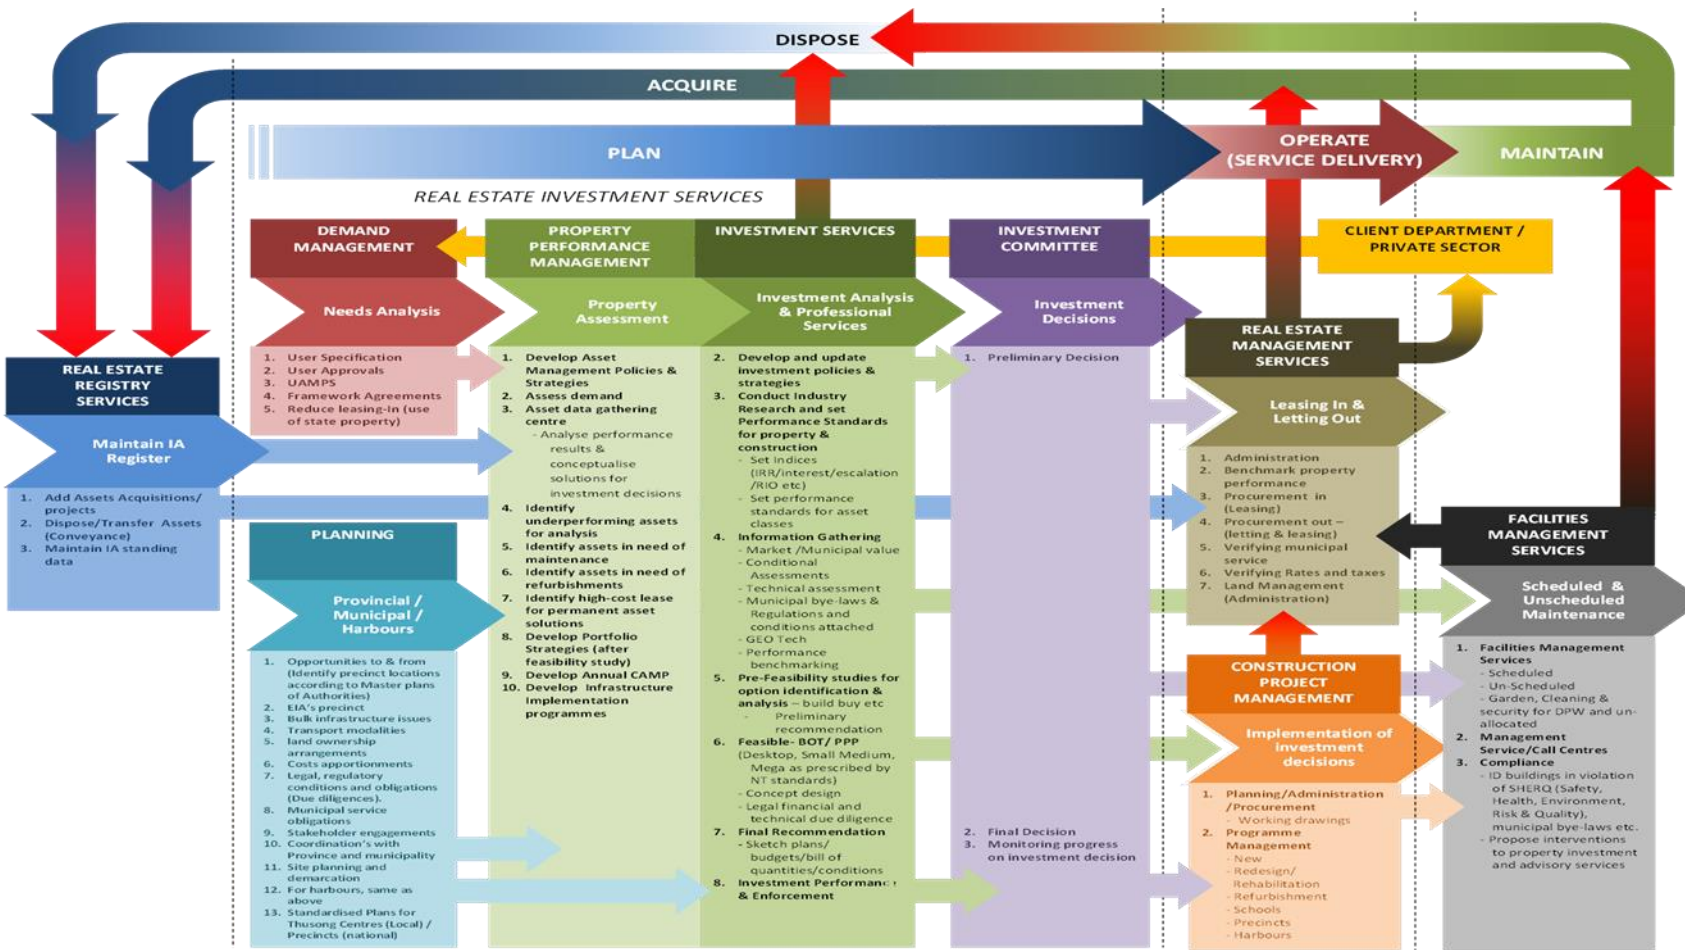 DISPOSE
ACQUIRE
PLAN
OPERATE
(SERVICE DELIVERY)
MAINTAIN
REAL ESTATE INVESTMENT SERVICES
REAL ESTATE
REGISTRY
SERVICES
Maintain IA
Register
1. Add Assets Acquisitions/
projects
2. Dispose/Transfer Assets
(Conveyance)
3. Maintain IA standing
data
DEMAND
MANAGEMENT
Needs Analysis
1. User Specification
2. User Approvals
3. UAMPS
4. Framework Agreements
5. Reduce leasing-In (use
of state property)
PLANNING
Provincial /
Municipal /
Harbours
1. Opportunities to & from
(Identify precinct locations
according to Master plans
of Authorities)
2. EIA's precinct
3. Bulk infrastructure issues
4. Transport modalities
5. land ownership
arrangements
6. Costs apportionments
7. Legal, regulatory
conditions and obligations
(Due diligences).
8. Municipal service
obligations
9. Stakeholder engagements
10. Coordination's with
Province and municipality
11. Site planning and
demarcation
12. For harbours, same as
above
13. Standardised Plans for
Thusong Centres (Local) /
Precincts (national)
PROPERTY
PERFORMANCE
MANAGEMENT
Property
Assessment
1. Develop Asset
Management Policies &
Strategies
2. Assess demand
3. Asset data gathering
centre
- Analyse performance
results &
conceptualise
solutions for
investment decisions
4. Identify
underperforming assets
for analysis
5. Identify assets in need of
maintenance
6. Identify assets in need of
refurbishments
7. Identify high-cost lease
for permanent asset
solutions
8. Develop Portfolio
Strategies (after
feasibility study)
9. Develop Annual CAMP
10. Develop Infrastructure
Implementation
programmes
INVESTMENT SERVICES
Investment Analysis
& Professional
Services
2. Develop and update
investment policies &
strategies
3. Conduct Industry
Research and set
Performance Standards
for property &
construction
- Set Indices
(IRR/interest/escalation
/RIO etc)
- Set performance
standards for asset
classes
4. Information Gathering
- Market /Municipal value
- Conditional
Assessments
- Technical assessment
- Municipal bye-laws &
Regulations and
conditions attached
- GEO Tech
- Performance
benchmarking
5. Pre-Feasibility studies for
option identification &
analysis – build buy etc
- Preliminary
recommendation
6. Feasible- BOT/ PPP
(Desktop, Small Medium,
Mega as prescribed by
NT standards)
- Concept design
- Legal financial and
technical due diligence
7. Final Recommendation
- Sketch plans/
budgets/bill of
quantities/conditions
8. Investment Performance
& Enforcement
INVESTMENT
COMMITTEE
Investment
Decisions
1. Preliminary Decision
2. Final Decision
3. Monitoring progress
on investment decision
CLIENT DEPARTMENT /
PRIVATE SECTOR
REAL ESTATE
MANAGEMENT
SERVICES
Leasing In &
Letting Out
1. Administration
2. Benchmark property
performance
3. Procurement in
(Leasing)
4. Procurement out –
(letting & leasing)
5. Verifying municipal
service
6. Verifying Rates and taxes
7. Land Management
(Administration)
CONSTRUCTION
PROJECT
MANAGEMENT
Implementation of
investment
decisions
1. Planning/Administration
/Procurement
- Working drawings
2. Programme
Management
- New
- Redesign/
Rehabilitation
- Refurbishment
- Schools
- Precincts
- Harbours
FACILITIES
MANAGEMENT
SERVICES
Scheduled &
Unscheduled
Maintenance
1. Facilities Management
Services
- Scheduled
- Un-Scheduled
- Garden, Cleaning &
security for DPW and un-
allocated
2. Management
Service/Call Centres
3. Compliance
- ID buildings in violation
of SHERQ (Safety,
Health, Environment,
Risk & Quality),
municipal bye-laws etc.
- Propose interventions
to property investment
and advisory services